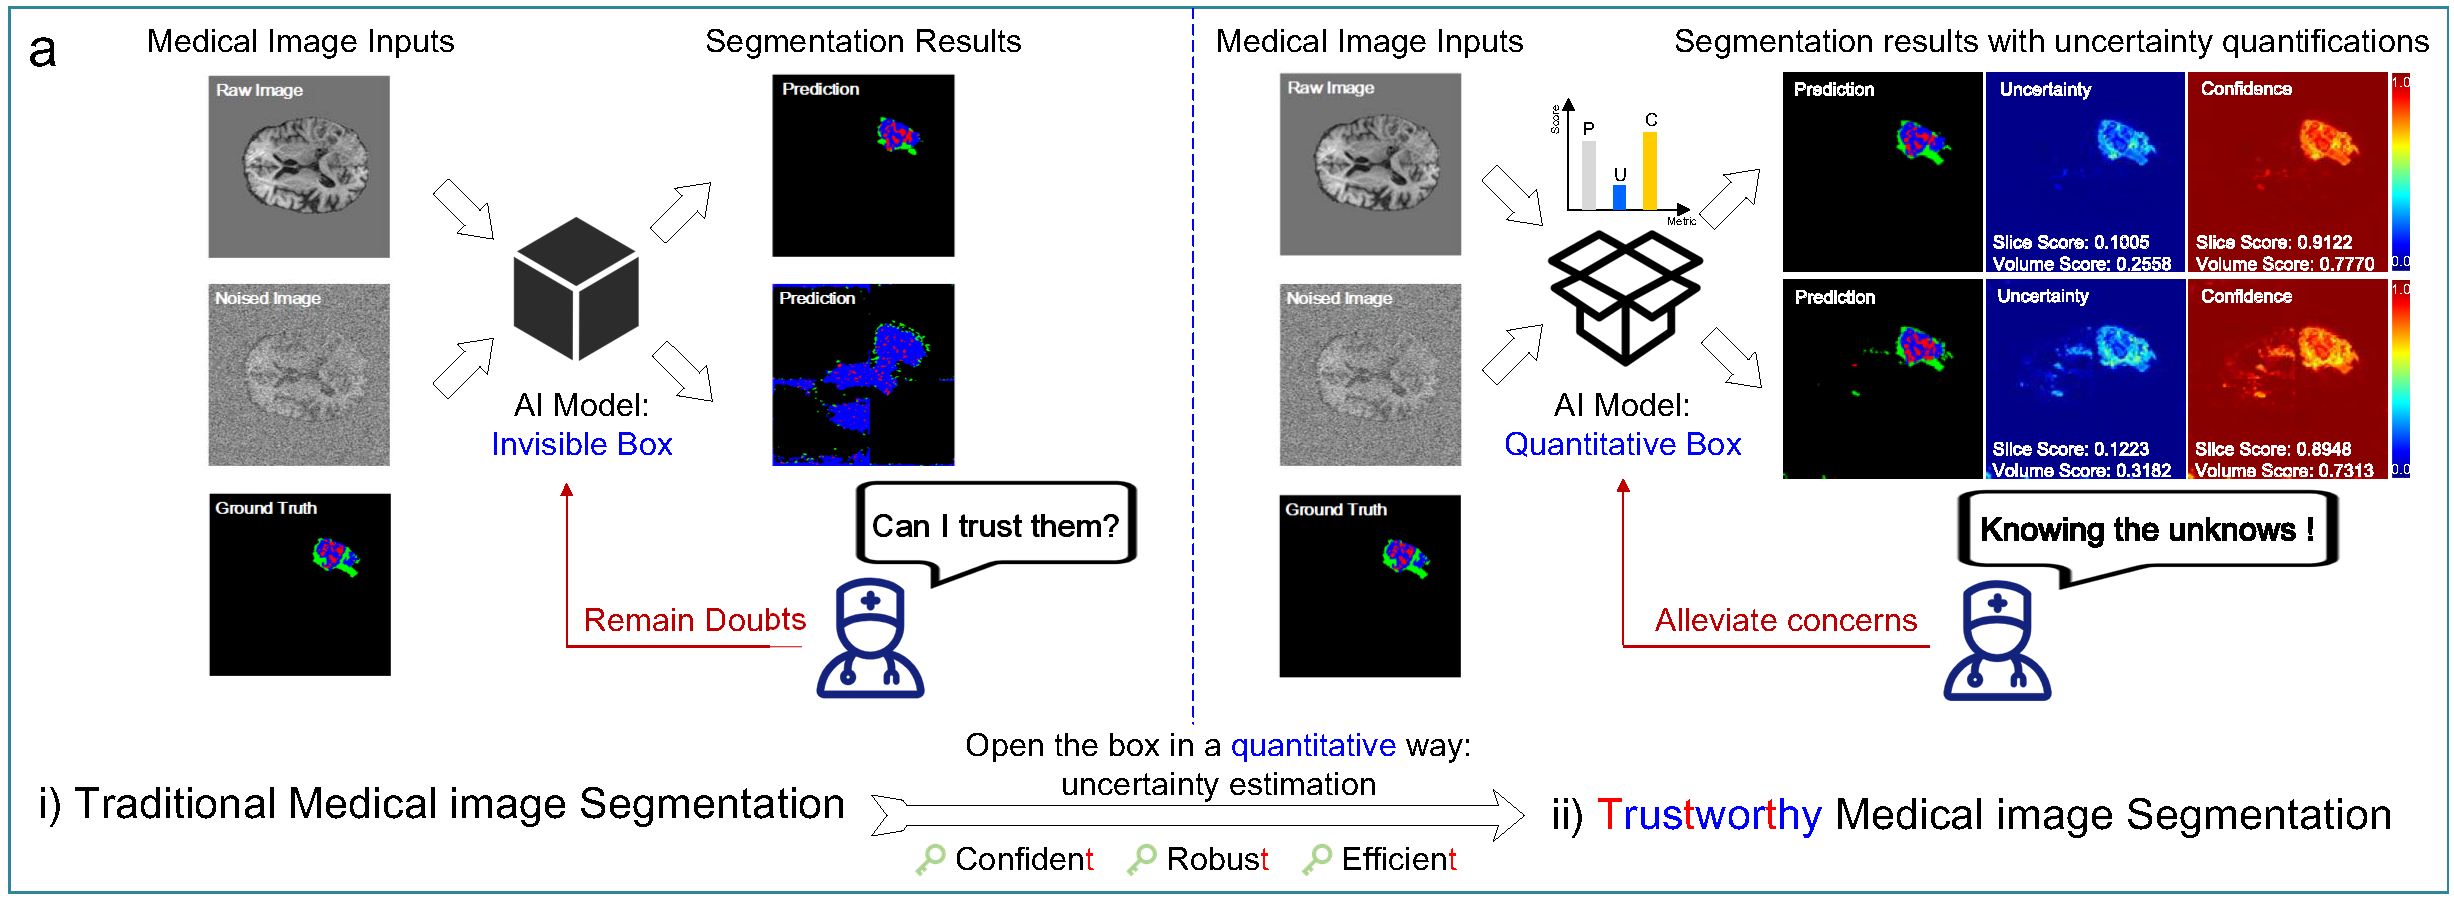 a
Medical Image Inputs
Segmentation Results
Raw Image
Prediction
Noised Image
Prediction
AI Model:
Invisible Box
Ground Truth
Can I trust them?
Remain Doubts
Medical Image Inputs
Segmentation results with uncertainty quantifications
Raw Image
Score
P
U
C
Metric
Prediction
Uncertainty
Slice Score: 0.1005
Volume Score: 0.2558
Confidence
Slice Score: 0.9122
Volume Score: 0.7770
1.0
0.0
Noised Image
Prediction
Uncertainty
Slice Score: 0.1223
Volume Score: 0.3182
Confidence
Slice Score: 0.8948
Volume Score: 0.7313
1.0
0.0
AI Model:
Quantitative Box
Ground Truth
Knowing the unknows !
Alleviate concerns
Open the box in a quantitative way:
uncertainty estimation
i) Traditional Medical image Segmentation
ii) Trustworthy Medical image Segmentation
Confident
Robust
Efficient